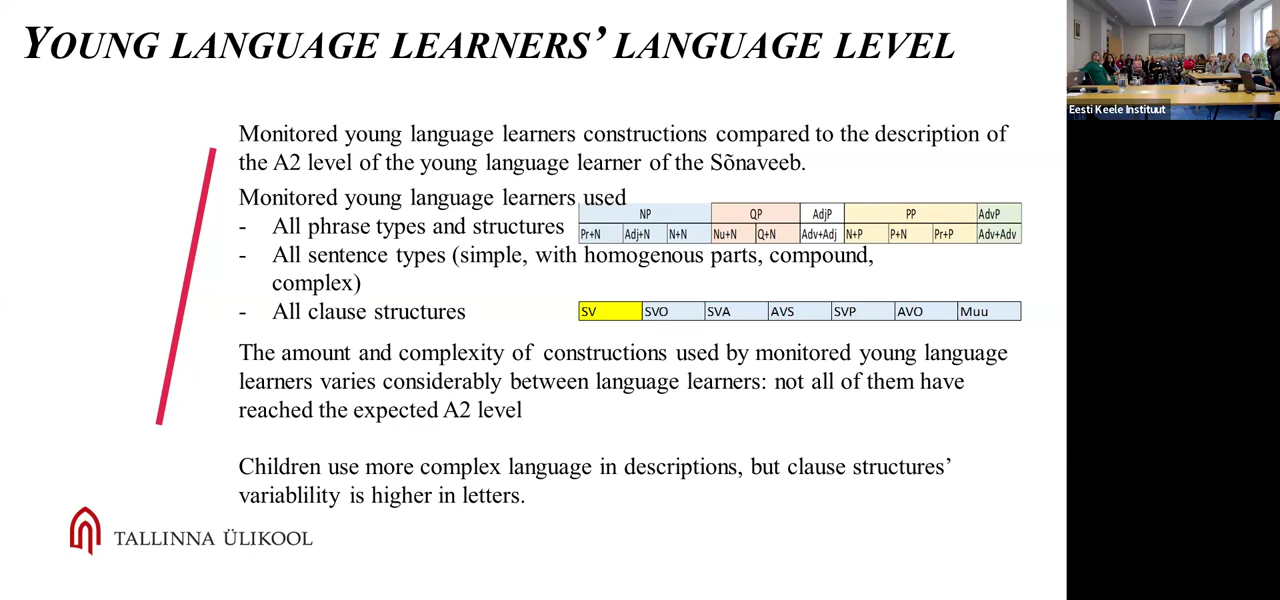 YOUNG LANGUAGE LEARNERS' LANGUAGE LEVEL
Eesti Keele Instituut
Monitored young language learners constructions compared to the description of
the A2 level of the young language learner of the Sõnaveeb.
Monitored young language learners used
- All phrase types and structures
NP QP AdjP PP AdvP
Pr+N Adj+N N+N Nu+N Q+N Adv+Adj N+P P+N Pr+P Adv+Adv
- All sentence types (simple, with homogenous parts, compound,
complex)
- All clause structures
SV SVO SVA AVS SVP AVO Muu
The amount and complexity of constructions used by monitored young language
learners varies considerably between language learners: not all of them have
reached the expected A2 level
Children use more complex language in descriptions, but clause structures'
variablility is higher in letters.
TALLINNA ÜLIKOOL